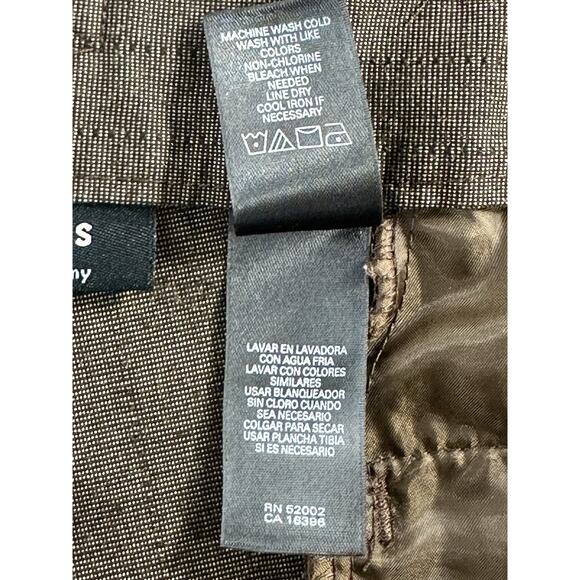 MACHINE WASH COLD
WASH WITH LIKE
COLORS
NON-CHLORINE
BLEACH WHEN
NEEDED
LINE DRY
COOL IRON IF
NECESSARY
S
ny
LAVAR EN LAVADORA
CON AGUA FRIA
LAVAR CON COLORES
SIMILARES
USAR BLANQUEADOR
SIN CLORO CUANDO
SEA NECESARIO
COLGAR PARA SECAR
USAR PLANCHA TIBIA
SI ES NECESARIO
RN 52002
CA 16396